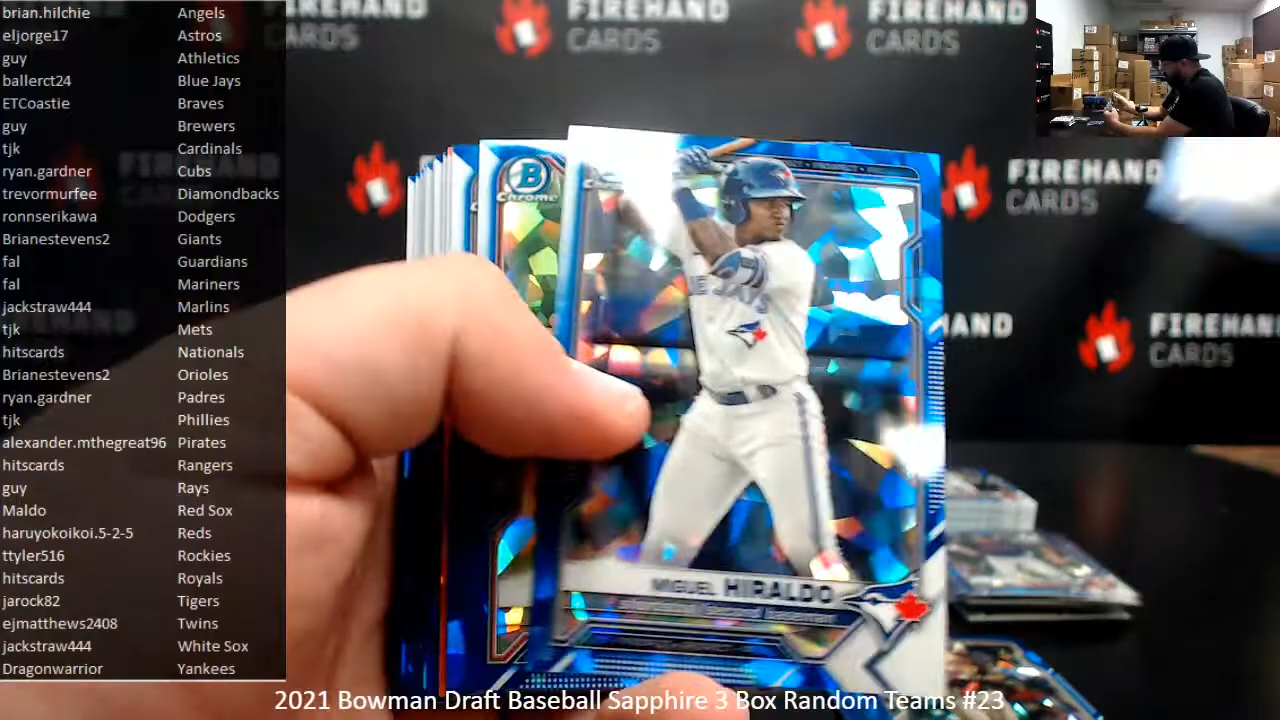 brian.hilchie Angels
eljorge17 Astros
guy Athletics
ballerct24 Blue Jays
ETCoastie Braves
guy Brewers
tjk Cardinals
ryan.gardner Cubs
trevormurfee Diamondbacks
ronnserikawa Dodgers
Brianestevens2 Giants
fal Guardians
fal Mariners
jackstraw444 Marlins
tjk Mets
hitscards Nationals
Brianestevens2 Orioles
ryan.gardner Padres
tjk Phillies
alexander.mthegreat96 Pirates
hitscards Rangers
guy Rays
Maldo Red Sox
haruyokoikoi.5-2-5 Reds
ttyler516 Rockies
hitscards Royals
jarock82 Tigers
ejmatthews2408 Twins
jackstraw444 White Sox
Dragonwarrior Yankees
FIREHAND
CARDS
FIREHAND
CARDS
FIREHAND
CARDS
HAND
FIREHAN
CARDS
B
Chrome
MIGUEL HIRALDO
2021 Bowman Draft Baseball Sapphire 3 Box Random Teams #23